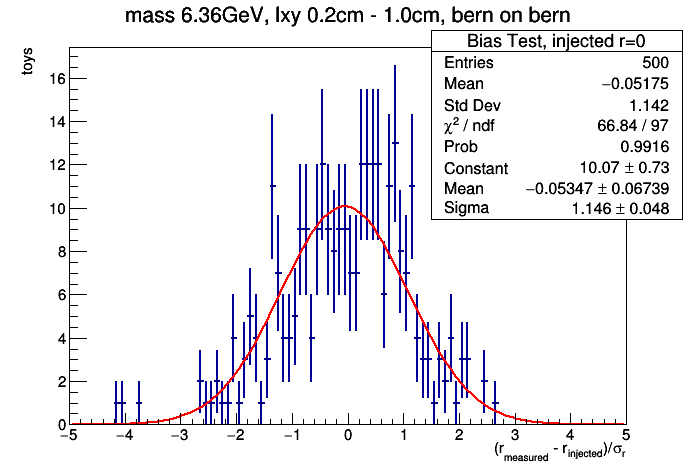 mass 6.36GeV, lxy 0.2cm - 1.0cm, bern on bern
Bias Test, injected r=0
Entries 500
Mean −0.05175
Std Dev 1.142
χ² / ndf 66.84 / 97
Prob 0.9916
Constant 10.07 ± 0.73
Mean −0.05347 ± 0.06739
Sigma 1.146 ± 0.048
toys
16
14
12
10
8
6
4
2
0
−5 −4 −3 −2 −1 0 1 2 3 4 5
(r_measured - r_injected)/σ_r